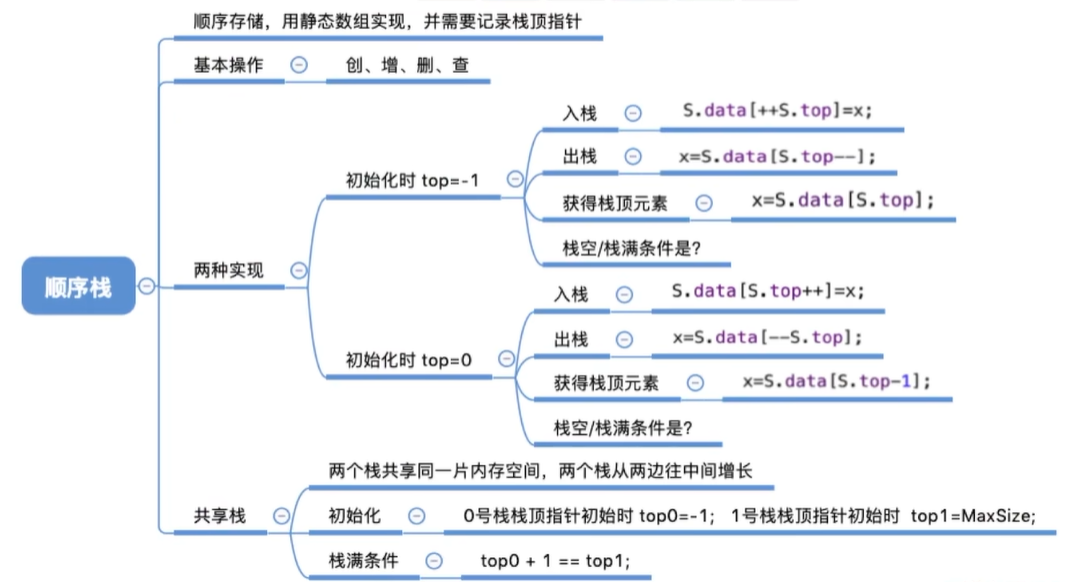 顺序存储，用静态数组实现，并需要记录栈顶指针
基本操作
创、增、删、查
入栈
S.data[++S.top]=x;
出栈
x=S.data[S.top--];
初始化时 top=-1
获得栈顶元素
x=S.data[S.top];
栈空/栈满条件是?
两种实现
顺序栈
入栈
S.data[S.top++]=x;
出栈
x=S.data[--S.top];
初始化时 top=0
获得栈顶元素
x=S.data[S.top-1];
栈空/栈满条件是?
两个栈共享同一片内存空间，两个栈从两边往中间增长
共享栈
初始化
0号栈栈顶指针初始时 top0=-1； 1号栈栈顶指针初始时 top1=MaxSize;
栈满条件
top0 + 1 == top1;